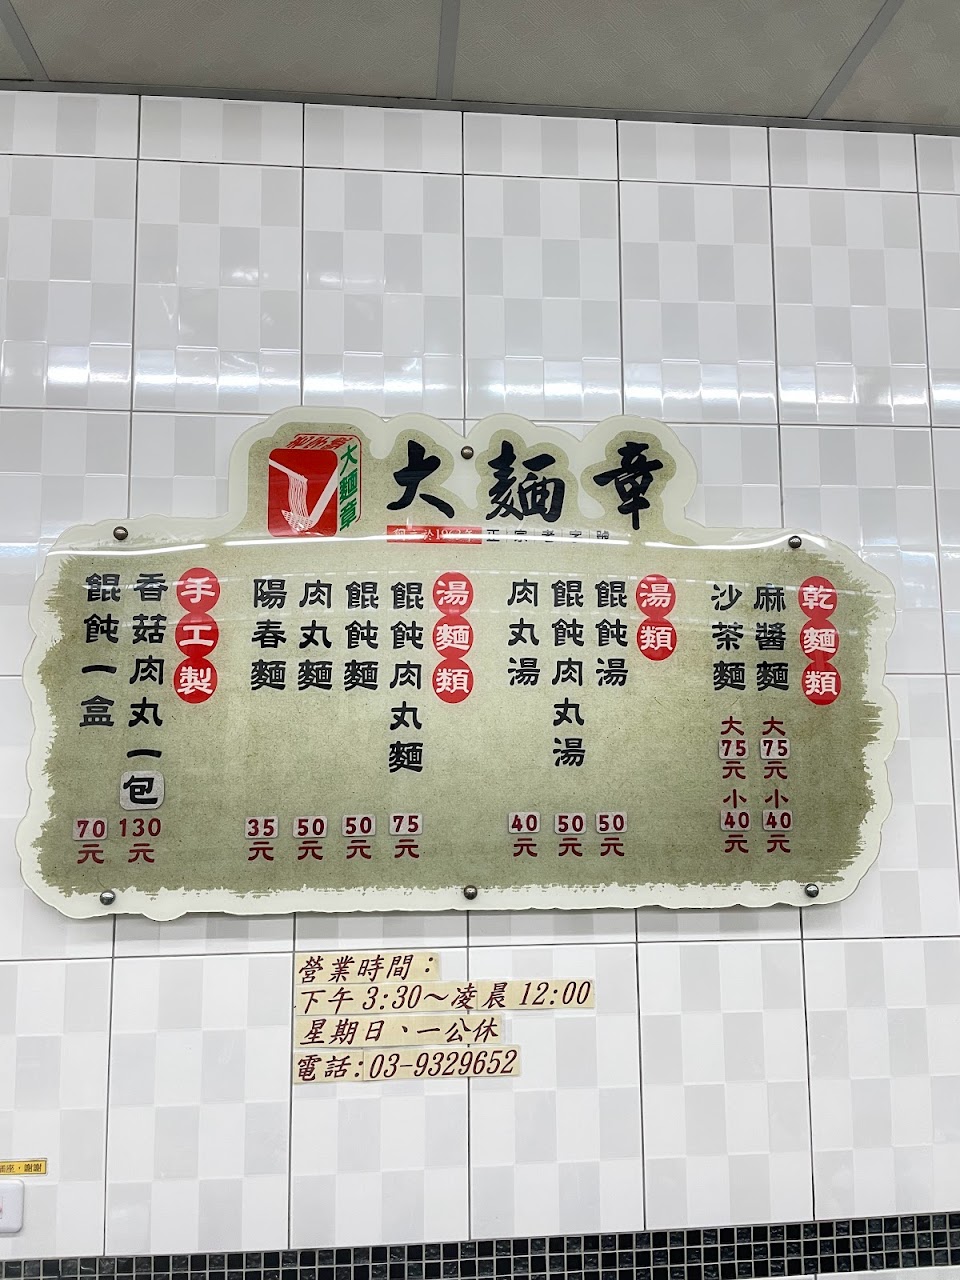 大麵章
大麵章
正宗老字號
乾麵類
麻醬麵 大75元 小40元
沙茶麵 大75元 小40元
湯類
餛飩湯 50元
餛飩肉丸湯 50元
肉丸湯 40元
湯麵類
餛飩肉丸麵 75元
餛飩麵 50元
肉丸麵 50元
陽春麵 35元
手工製
香菇肉丸一包 130元
餛飩一盒 70元
營業時間：
下午3:30～凌晨12:00
星期日、一公休
電話:03-9329652